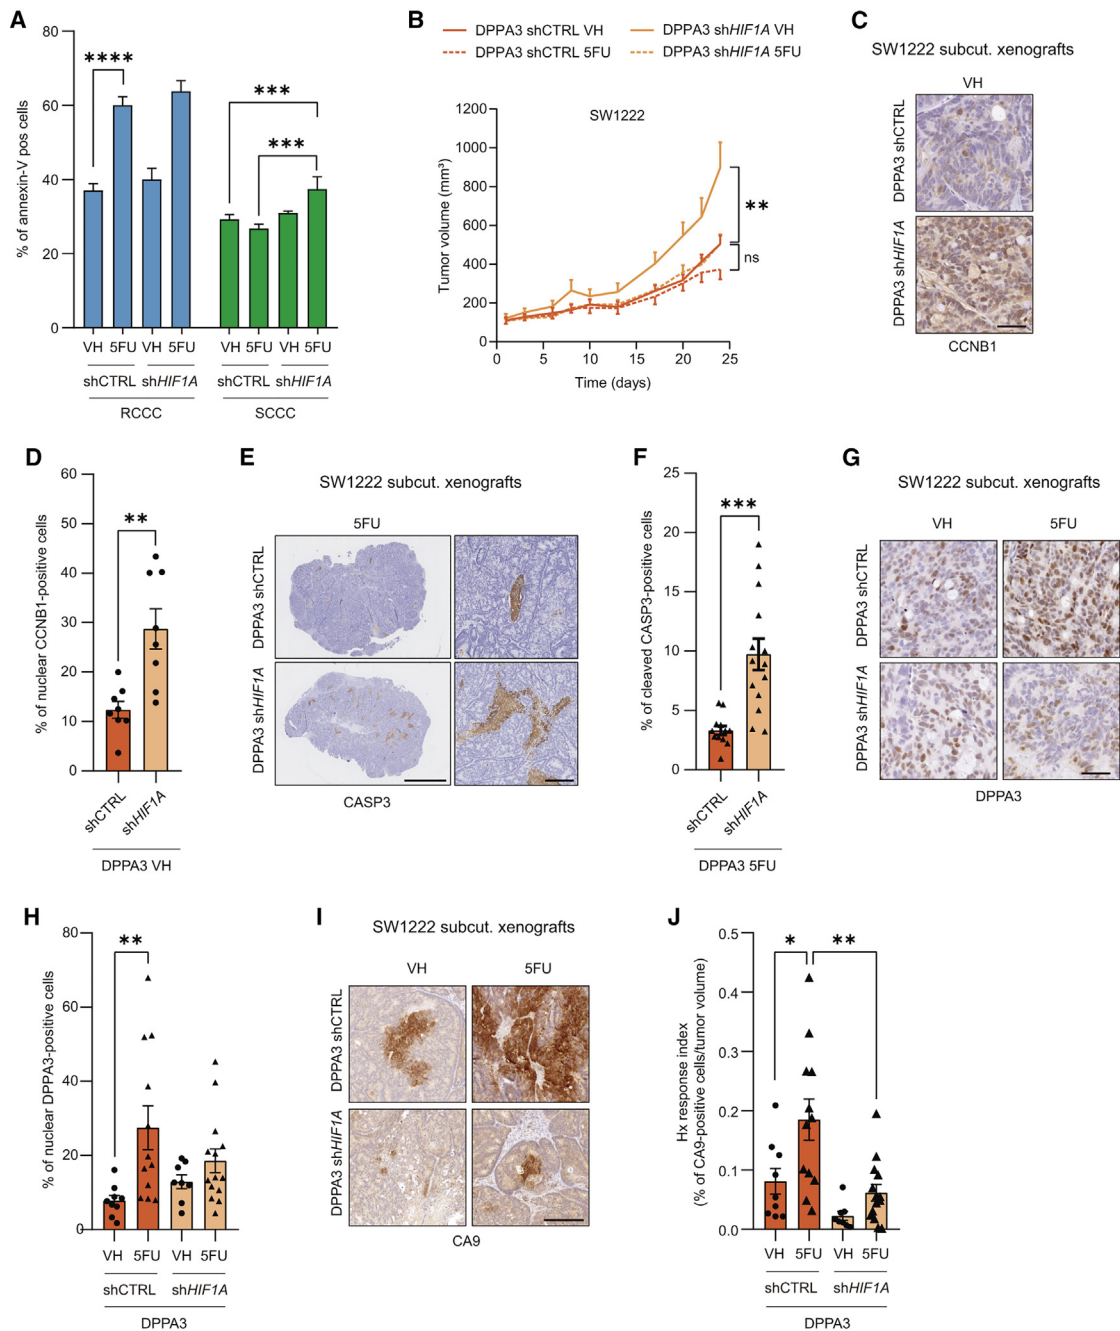 A
****
***
***
% of annexin-V pos cells
80
60
40
20
0
VH 5FU VH 5FU VH 5FU VH 5FU
shCTRL shHIF1A shCTRL shHIF1A
RCCC SCCC
B
DPPA3 shCTRL VH DPPA3 shHIF1A VH
DPPA3 shCTRL 5FU DPPA3 shHIF1A 5FU
SW1222
Tumor volume (mm³)
1200
1000
800
600
400
200
0
**
ns
0 5 10 15 20 25
Time (days)
C
SW1222 subcut. xenografts
VH
DPPA3 shCTRL
DPPA3 shHIF1A
CCNB1
D
% of nuclear CCNB1-positive cells
60
50
40
30
20
10
0
**
shCTRL shHIF1A
DPPA3 VH
E
SW1222 subcut. xenografts
5FU
DPPA3 shCTRL
DPPA3 shHIF1A
CASP3
F
% of cleaved CASP3-positive cells
25
20
15
10
5
0
***
shCTRL shHIF1A
DPPA3 5FU
G
SW1222 subcut. xenografts
VH 5FU
DPPA3 shCTRL
DPPA3 shHIF1A
DPPA3
H
% of nuclear DPPA3-positive cells
80
60
40
20
0
**
VH 5FU VH 5FU
shCTRL shHIF1A
DPPA3
I
SW1222 subcut. xenografts
VH 5FU
DPPA3 shCTRL
DPPA3 shHIF1A
CA9
J
Hx response index
(% of CA9-positive cells/tumor volume)
0.5
0.4
0.3
0.2
0.1
0.0
* **
VH 5FU VH 5FU
shCTRL shHIF1A
DPPA3